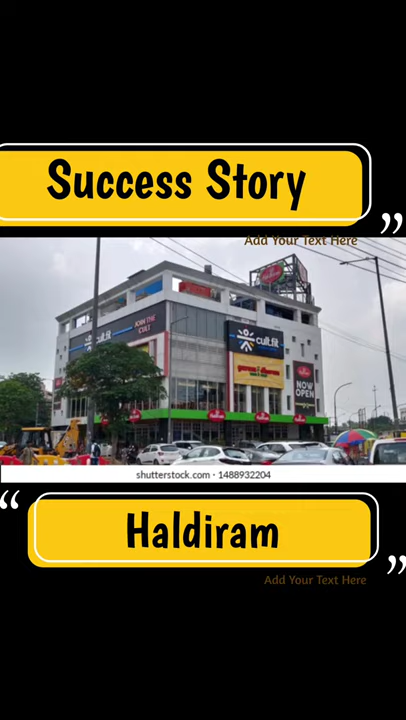 Success Story
”
Add Your Text Here
JOIN THE
CULT
cult.fit
cult.fit
NOW
OPEN
shutterstock.com · 1488932204
“
Haldiram
”
Add Your Text Here